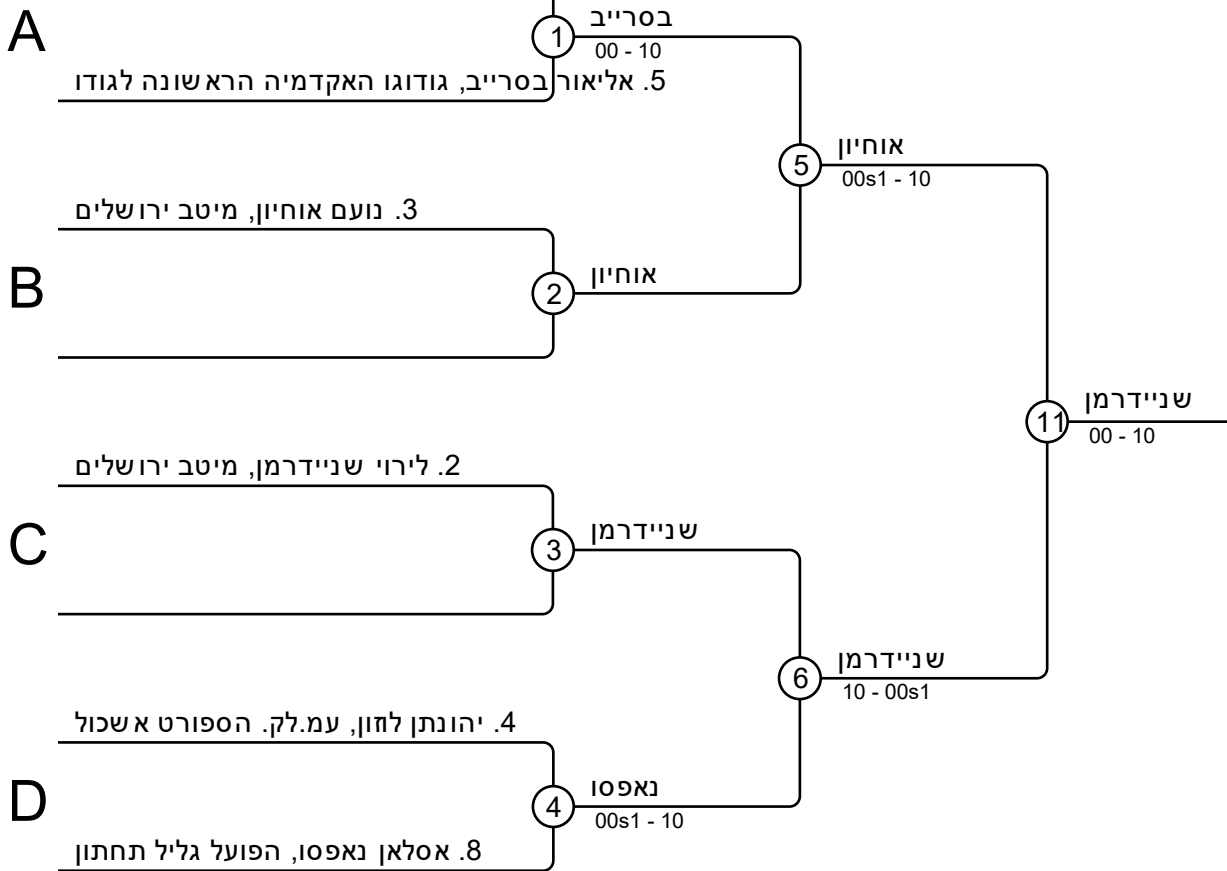 A
1
בסרייב
00 - 10
5. אליאור בסרייב, גודוגו האקדמיה הראשונה לגודו
5
אוחיון
00s1 - 10
3. נועם אוחיון, מיטב ירושלים
B
2
אוחיון
11
שניידרמן
00 - 10
2. לירוי שניידרמן, מיטב ירושלים
C
3
שניידרמן
6
שניידרמן
10 - 00s1
4. יהונתן לוזון, עמ.לק. הספורט אשכול
D
4
נאפסו
00s1 - 10
8. אסלאן נאפסו, הפועל גליל תחתון